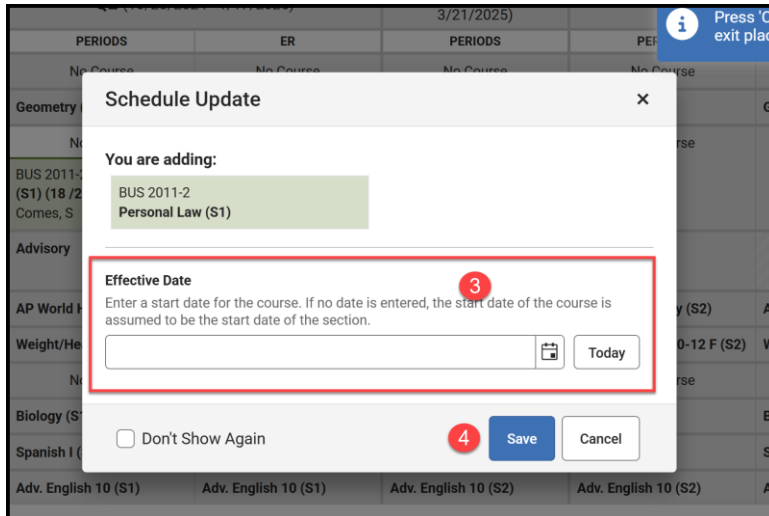 3/21/2025)
Press
exit
PERIODS ER PERIODS
No Course No Course No Course No Course
Geometry
Schedule Update
You are adding:
BUS 2011-2
(S1) (18 /2
Comes, S
BUS 2011-2
Personal Law (S1)
Advisory
Effective Date
3
Enter a start date for the course. If no date is entered, the start date of the course is
assumed to be the start date of the section.
AP World (S2)
Weight/ 0-12 F (S2)
Today
Biology
Don't Show Again
4
Save
Cancel
Spanish I
Adv. English 10 (S1) Adv. English 10 (S1) Adv. English 10 (S2) Adv. English 10 (S2)